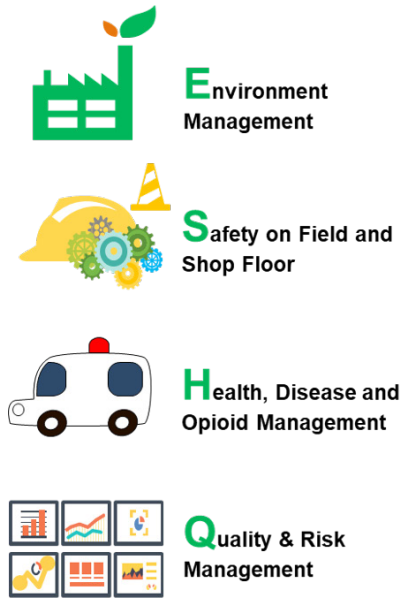 Environment
Management
Safety on Field and
Shop Floor
Health, Disease and
Opioid Management
Quality & Risk
Management